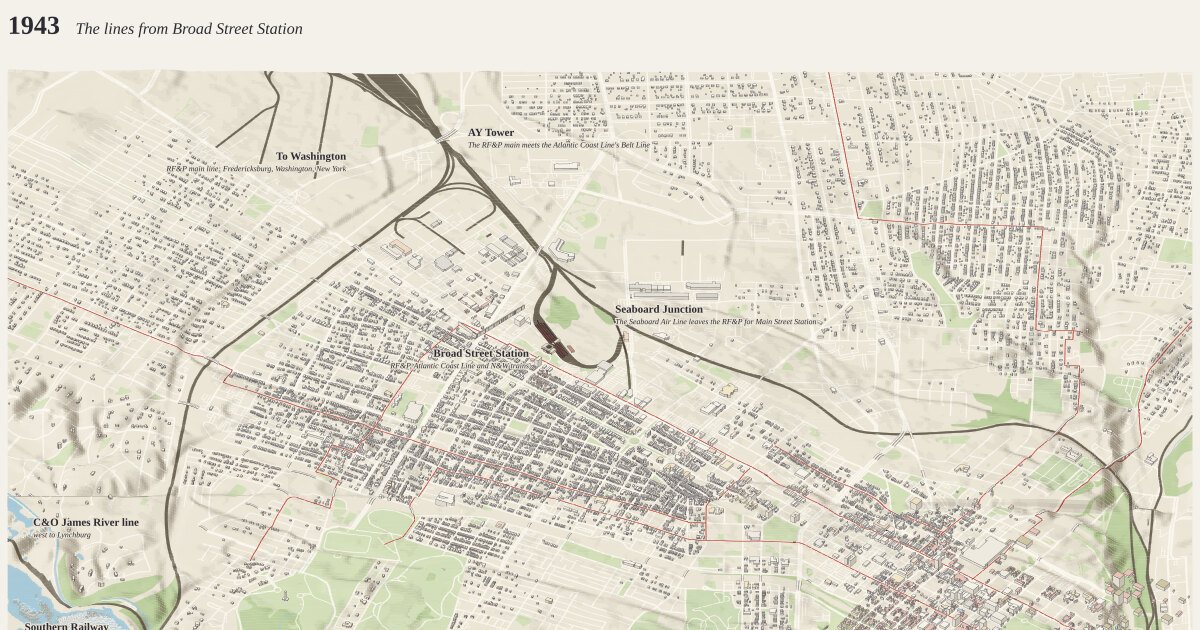 1943 The lines from Broad Street Station
AY Tower
The RF&P main meets the Atlantic Coast Line's Belt Line
To Washington
RF&P main line; Fredericksburg, Washington, New York
Seaboard Junction
The Seaboard Air Line leaves the RF&P for Main Street Station
Broad Street Station
RF&P, Atlantic Coast Line and N&W trains
C&O James River line
west to Lynchburg
Southern Railway